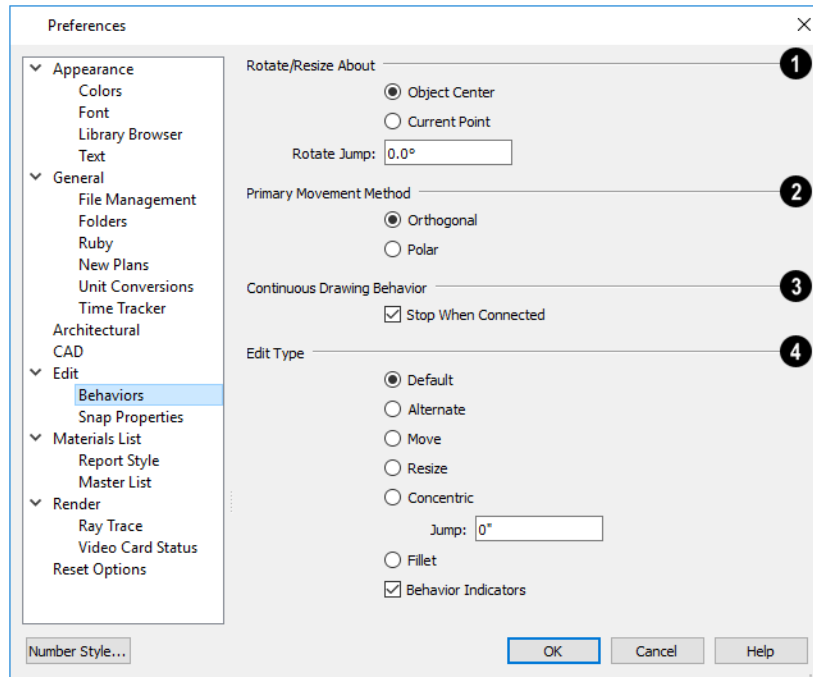 Preferences
Appearance
Colors
Font
Library Browser
Text
General
File Management
Folders
Ruby
New Plans
Unit Conversions
Time Tracker
Architectural
CAD
Edit
Behaviors
Snap Properties
Materials List
Report Style
Master List
Render
Ray Trace
Video Card Status
Reset Options
Rotate/Resize About 1
Object Center
Current Point
Rotate Jump: 0.0°
Primary Movement Method 2
Orthogonal
Polar
Continuous Drawing Behavior 3
Stop When Connected
Edit Type 4
Default
Alternate
Move
Resize
Concentric
Jump: 0"
Fillet
Behavior Indicators
Number Style... OK Cancel Help